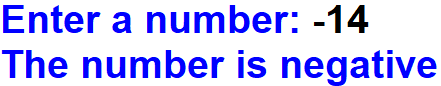 Enter a number: -14
The number is negative